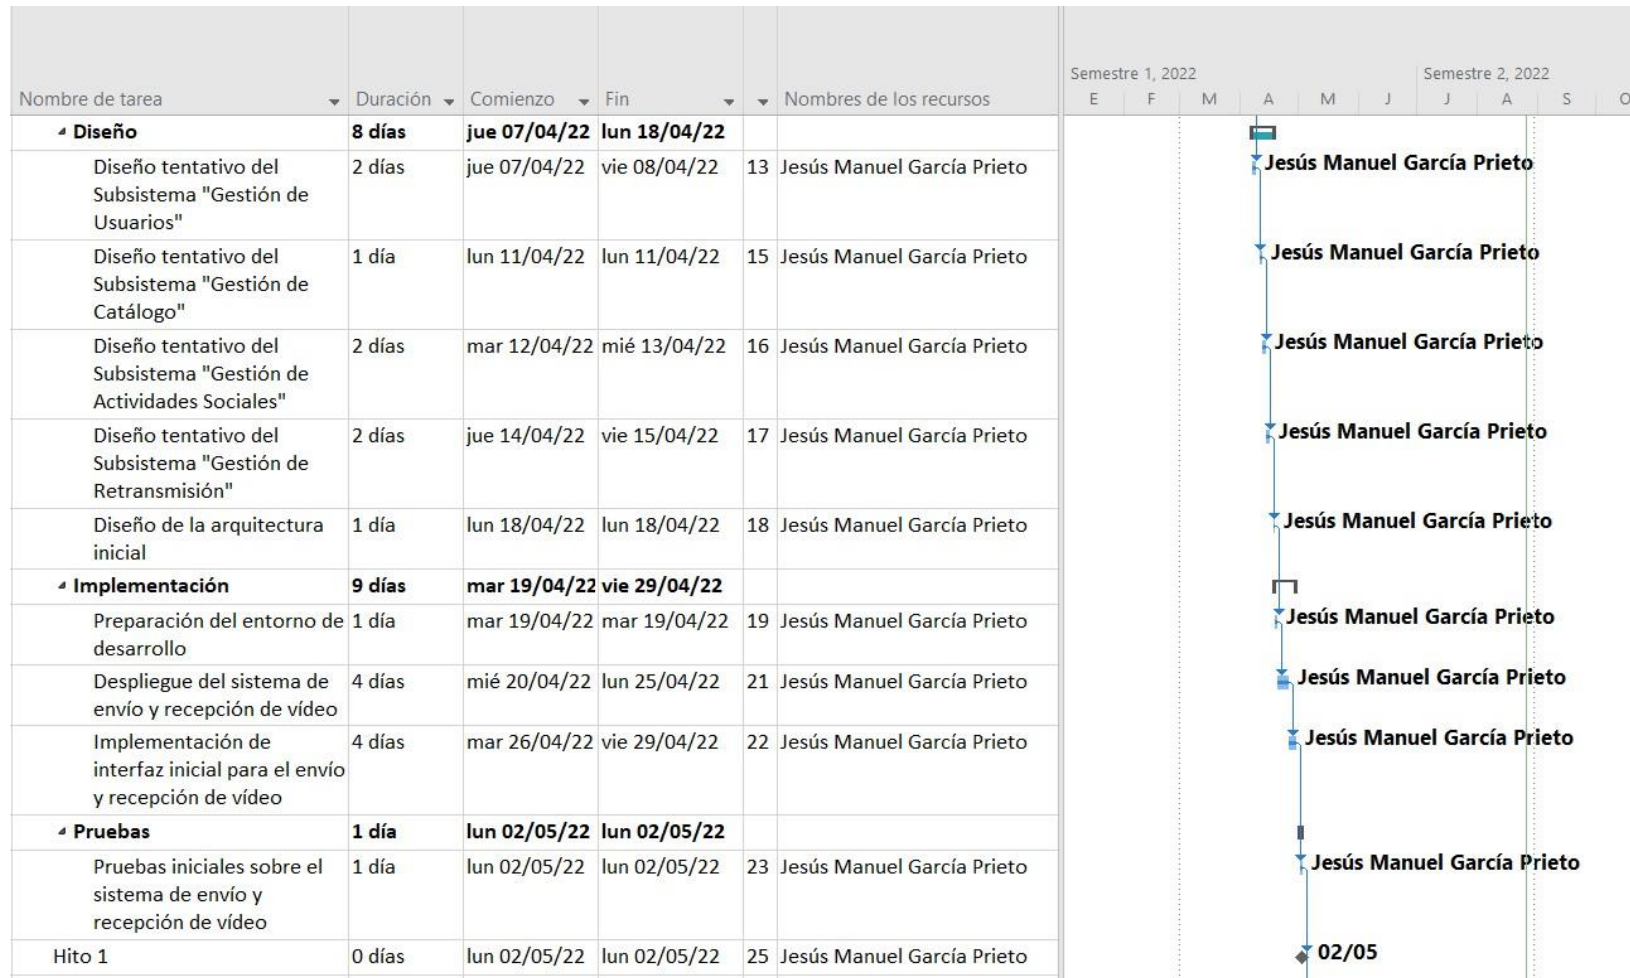 Semestre 1, 2022 Semestre 2, 2022
Nombre de tarea Duración Comienzo Fin Nombres de los recursos E F M A M J J A S O
Diseño 8 días jue 07/04/22 lun 18/04/22
Diseño tentativo del 2 días jue 07/04/22 vie 08/04/22 13 Jesús Manuel García Prieto Jesús Manuel García Prieto
Subsistema "Gestión de
Usuarios"
Diseño tentativo del 1 día lun 11/04/22 lun 11/04/22 15 Jesús Manuel García Prieto Jesús Manuel García Prieto
Subsistema "Gestión de
Catálogo"
Diseño tentativo del 2 días mar 12/04/22 mié 13/04/22 16 Jesús Manuel García Prieto Jesús Manuel García Prieto
Subsistema "Gestión de
Actividades Sociales"
Diseño tentativo del 2 días jue 14/04/22 vie 15/04/22 17 Jesús Manuel García Prieto Jesús Manuel García Prieto
Subsistema "Gestión de
Retransmisión"
Diseño de la arquitectura 1 día lun 18/04/22 lun 18/04/22 18 Jesús Manuel García Prieto Jesús Manuel García Prieto
inicial
Implementación 9 días mar 19/04/22 vie 29/04/22
Preparación del entorno de 1 día mar 19/04/22 mar 19/04/22 19 Jesús Manuel García Prieto Jesús Manuel García Prieto
desarrollo
Despliegue del sistema de 4 días mié 20/04/22 lun 25/04/22 21 Jesús Manuel García Prieto Jesús Manuel García Prieto
envío y recepción de vídeo
Implementación de 4 días mar 26/04/22 vie 29/04/22 22 Jesús Manuel García Prieto Jesús Manuel García Prieto
interfaz inicial para el envío
y recepción de vídeo
Pruebas 1 día lun 02/05/22 lun 02/05/22
Pruebas iniciales sobre el 1 día lun 02/05/22 lun 02/05/22 23 Jesús Manuel García Prieto Jesús Manuel García Prieto
sistema de envío y
recepción de vídeo
Hito 1 0 días lun 02/05/22 lun 02/05/22 25 Jesús Manuel García Prieto 02/05